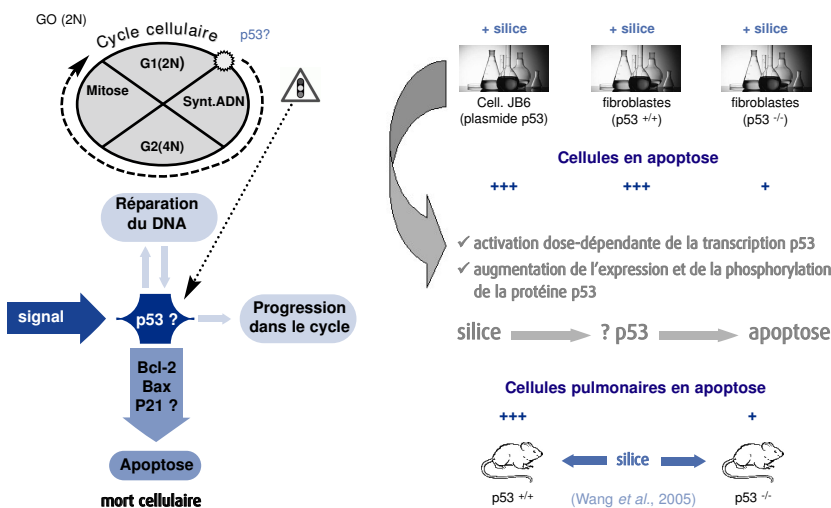 GO (2N)
Cycle cellulaire
p53?
G1(2N)
Mitose
Synt.ADN
G2(4N)
Réparation
du DNA
signal
p53 ?
Progression
dans le cycle
Bcl-2
Bax
P21 ?
Apoptose
mort cellulaire
+ silice
+ silice
+ silice
Cell. JB6
(plasmide p53)
fibroblastes
(p53 +/+)
fibroblastes
(p53 -/-)
Cellules en apoptose
+++
+++
+
✓ activation dose-dépendante de la transcription p53
✓ augmentation de l'expression et de la phosphorylation
de la protéine p53
silice
? p53
apoptose
Cellules pulmonaires en apoptose
+++
+
silice
p53 +/+
(Wang et al., 2005)
p53 -/-